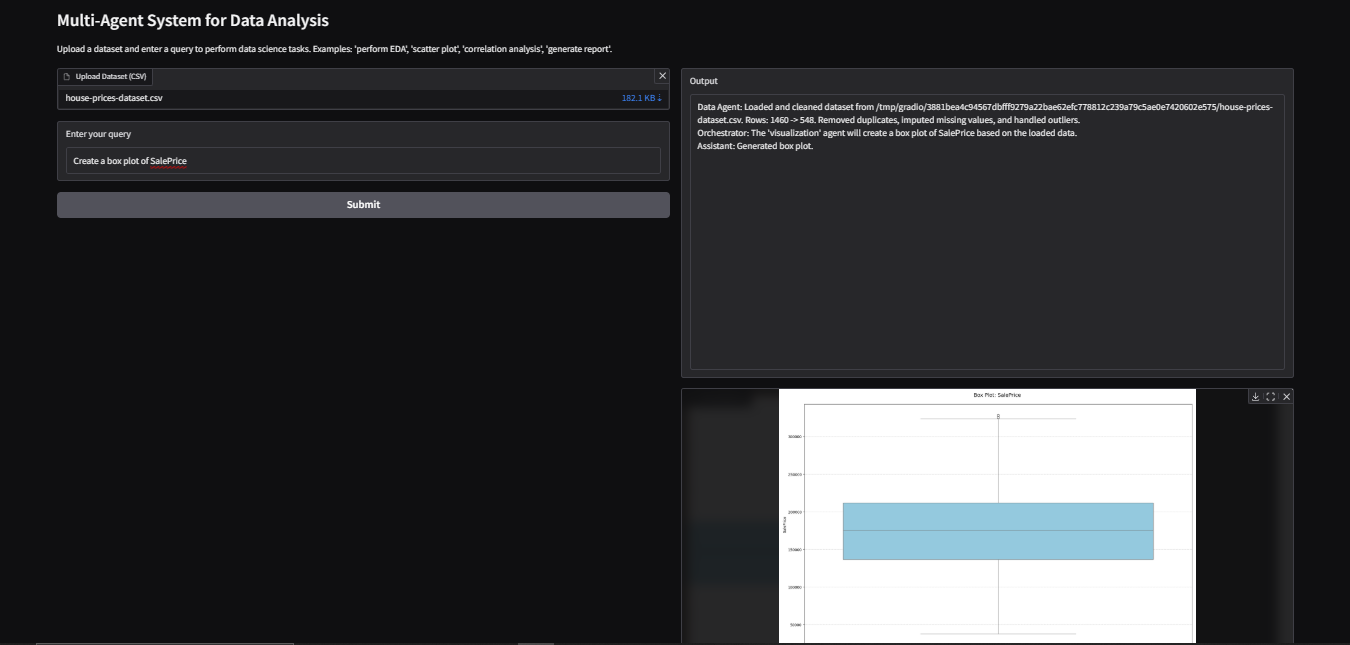 Multi-Agent System for Data Analysis
Upload a dataset and enter a query to perform data science tasks. Examples: 'perform EDA', 'scatter plot', 'correlation analysis', 'generate report'.
Upload Dataset (CSV)
house-prices-dataset.csv
182.1 KB ↓
Enter your query
Create a box plot of SalePrice
Submit
Output
Data Agent: Loaded and cleaned dataset from /tmp/gradio/3881bea4c94567dbfff9279a22bae62efc778812c239a79c5ae0e7420602e575/house-prices-
dataset.csv. Rows: 1460 -> 548. Removed duplicates, imputed missing values, and handled outliers.
Orchestrator: The 'visualization' agent will create a box plot of SalePrice based on the loaded data.
Assistant: Generated box plot.
Box Plot: SalePrice
300000
250000
200000
SalePrice
150000
100000
50000